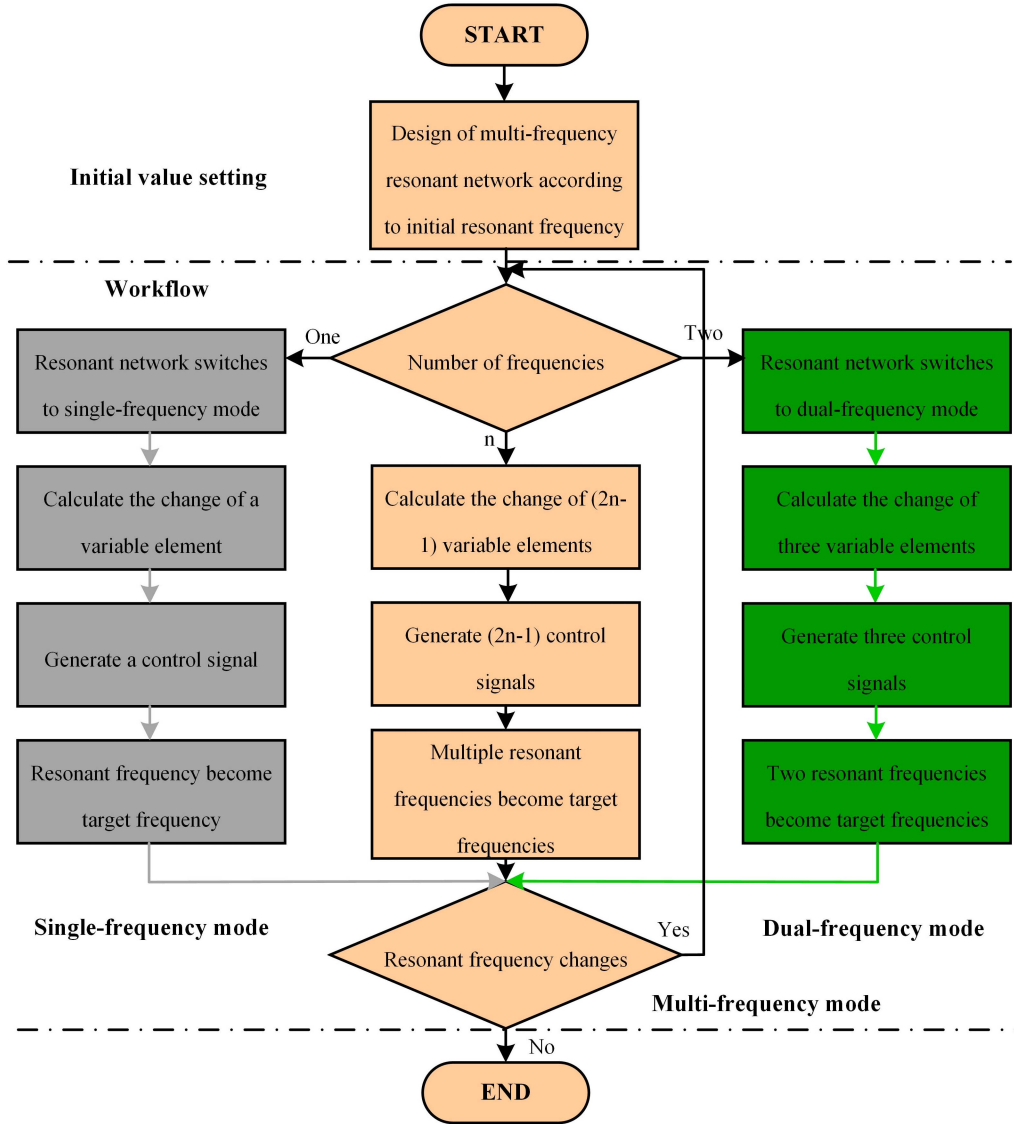 START
Design of multi-frequency
resonant network according
to initial resonant frequency
Initial value setting
Workflow
One
Number of frequencies
Two
n
Resonant network switches
to single-frequency mode
Calculate the change of a
variable element
Generate a control signal
Resonant frequency become
target frequency
Calculate the change of (2n-
1) variable elements
Generate (2n-1) control
signals
Multiple resonant
frequencies become target
frequencies
Resonant network switches
to dual-frequency mode
Calculate the change of
three variable elements
Generate three control
signals
Two resonant frequencies
become target frequencies
Single-frequency mode
Resonant frequency changes
Yes
Dual-frequency mode
Multi-frequency mode
No
END